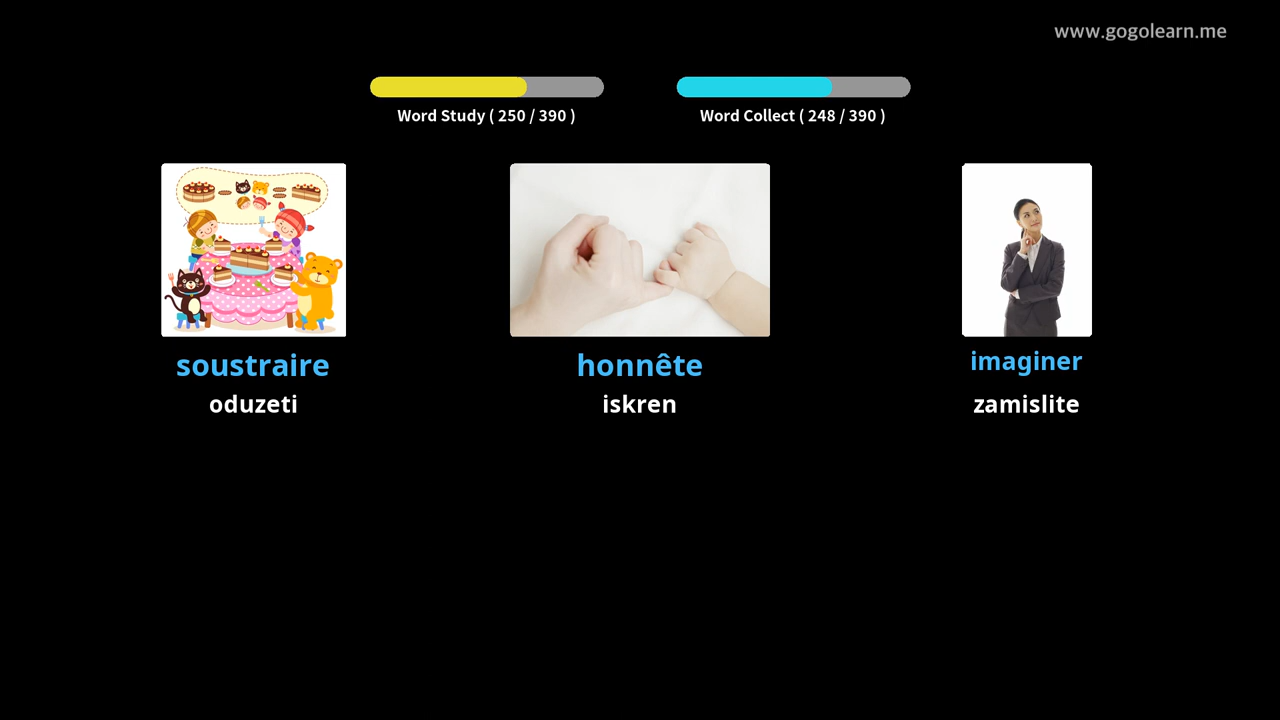 www.gogolearn.me
Word Study ( 250 / 390 )
Word Collect ( 248 / 390 )
soustraire
honnête
imaginer
oduzeti
iskren
zamislite